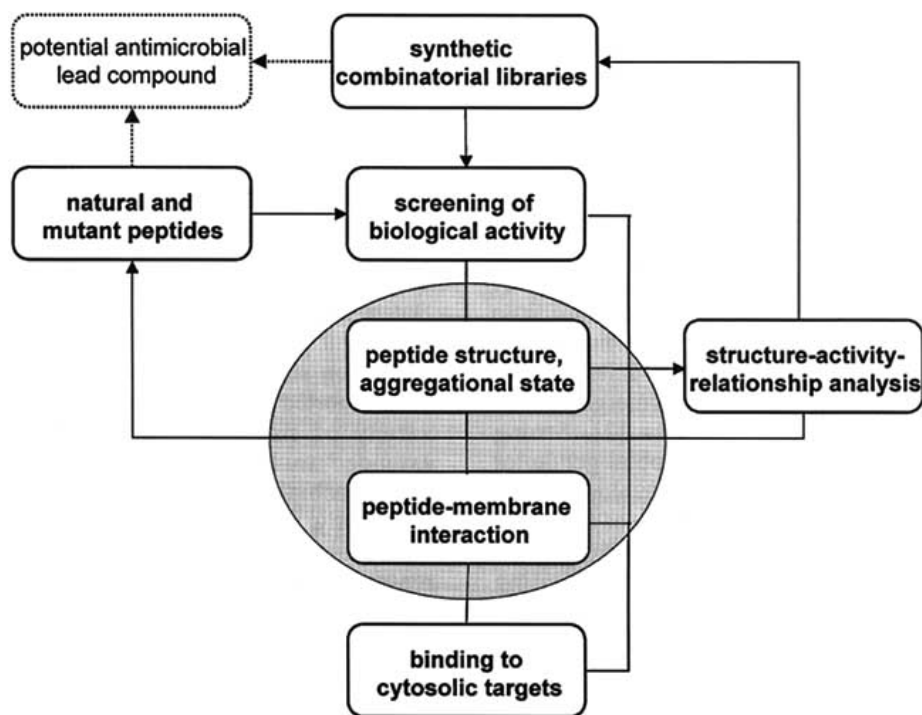 potential antimicrobial
lead compound
synthetic
combinatorial libraries
natural and
mutant peptides
screening of
biological activity
peptide structure,
aggregational state
structure-activity-
relationship analysis
peptide-membrane
interaction
binding to
cytosolic targets